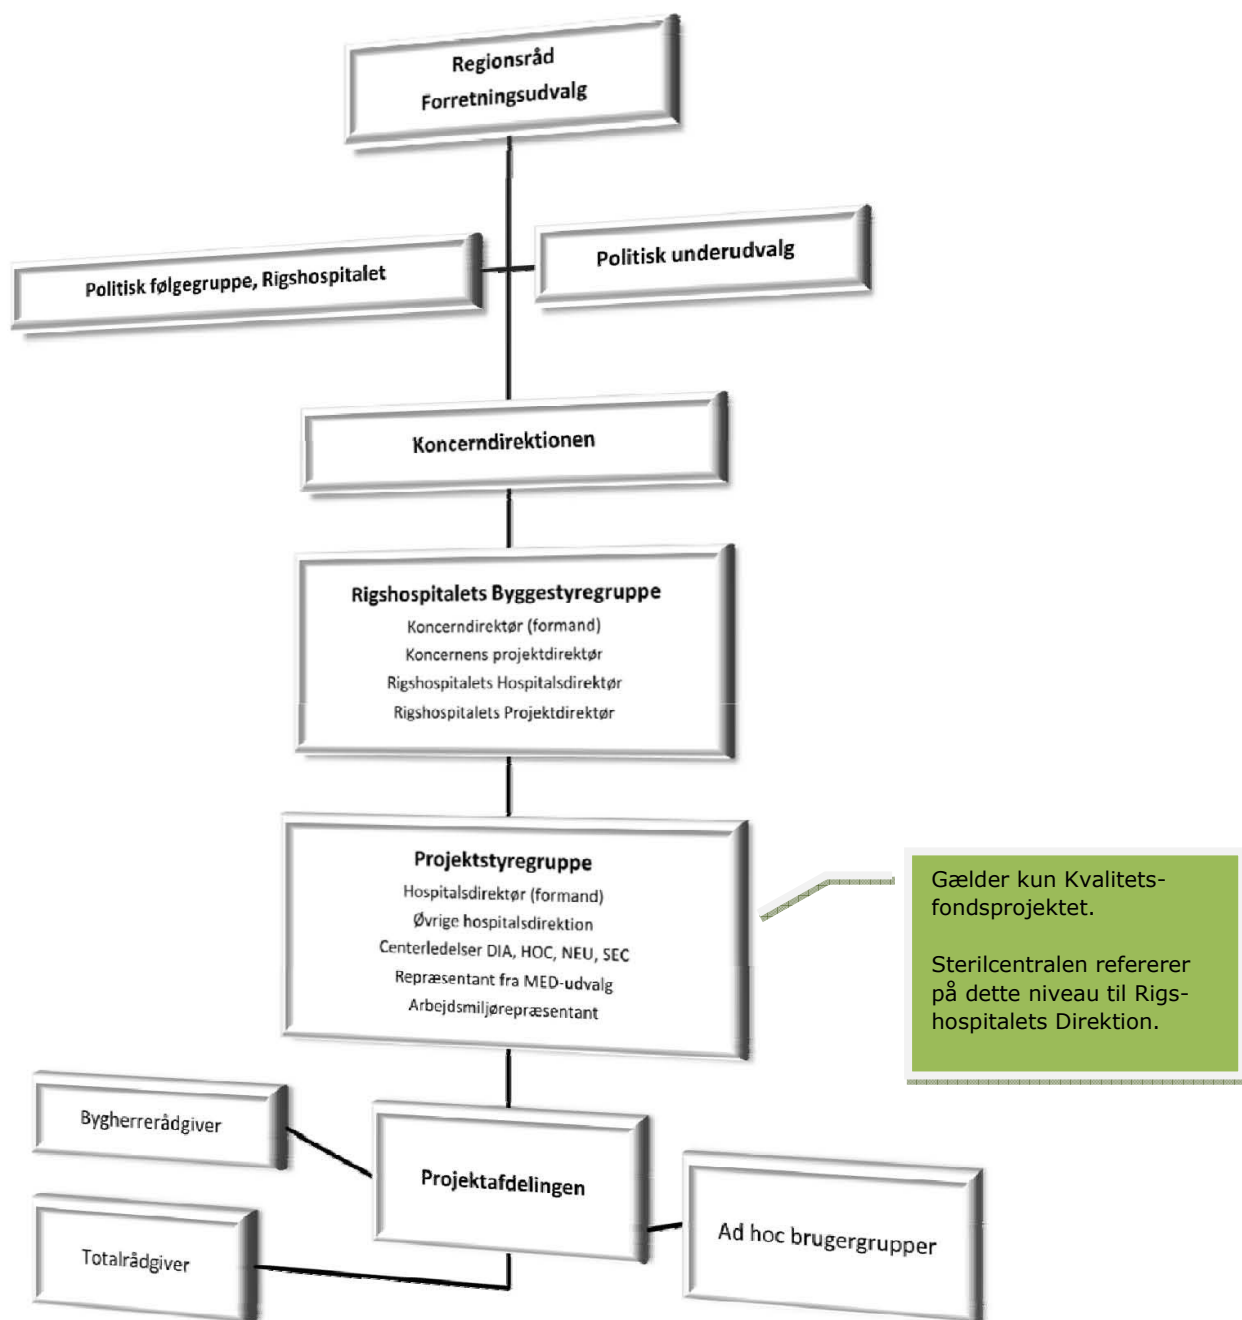 Regionsråd
Forretningsudvalg
Politisk følgegruppe, Rigshospitalet
Politisk underudvalg
Koncerndirektionen
Rigshospitalets Byggestyregruppe
Koncerndirektør (formand)
Koncernens projektdirektør
Rigshospitalets Hospitalsdirektør
Rigshospitalets Projektdirektør
Projektstyregruppe
Hospitalsdirektør (formand)
Øvrige hospitalsdirektion
Centerledelser DIA, HOC, NEU, SEC
Repræsentant fra MED-udvalg
Arbejdsmiljørepræsentant
Gælder kun Kvalitets-
fondsprojektet.
Sterilcentralen refererer
på dette niveau til Rigs-
hospitalets Direktion.
Bygherrerådgiver
Projektafdelingen
Totalrådgiver
Ad hoc brugergrupper